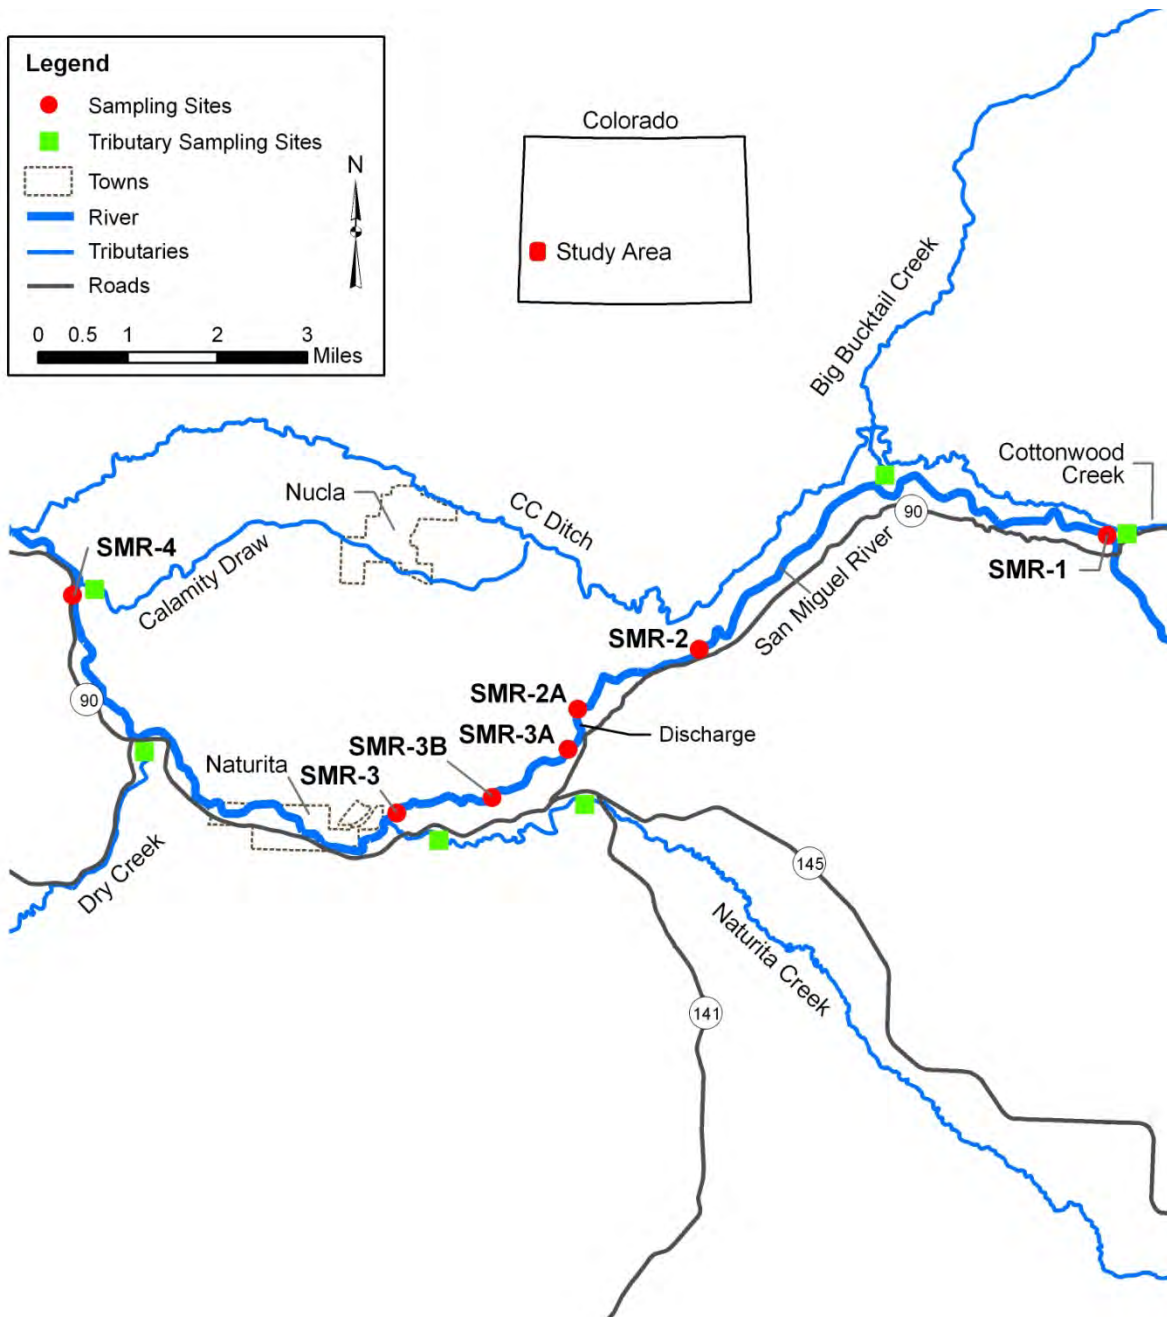 Legend
Sampling Sites
Tributary Sampling Sites
Towns
River
Tributaries
Roads
N
0 0.5 1 2 3
Miles
Colorado
Study Area
Big Bucktail Creek
Cottonwood
Creek
Nucla
CC Ditch
90
SMR-4
SMR-1
Calamity Draw
San Miguel River
SMR-2
SMR-2A
90
Discharge
SMR-3A
SMR-3B
Naturita
SMR-3
Dry Creek
145
Naturita Creek
141